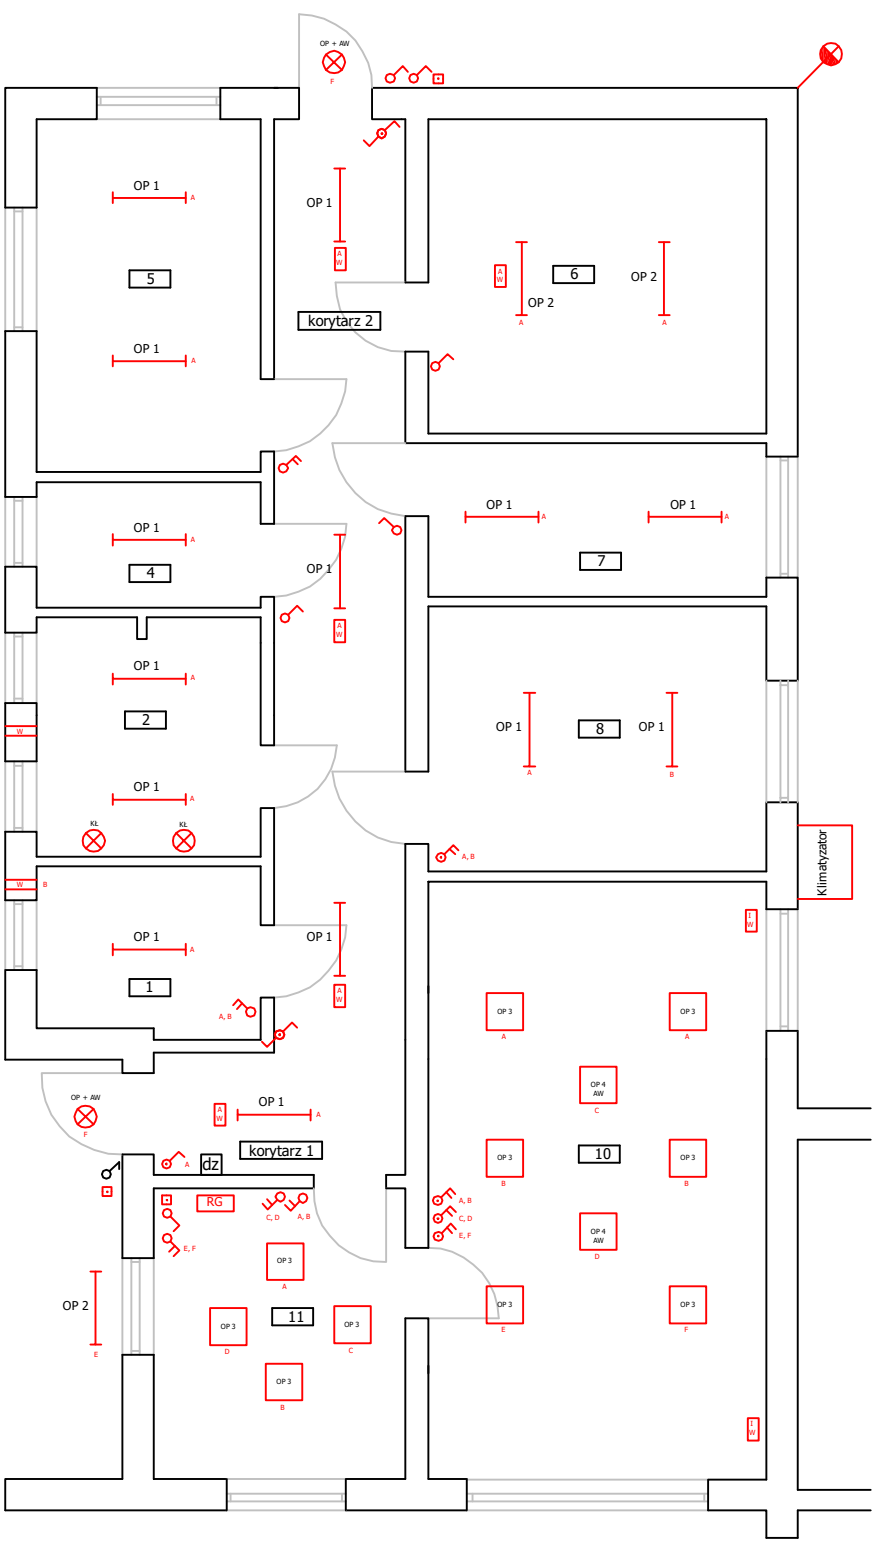 OP + AW
F
OP 1
A
OP 1
A
W
5
6
A
W
OP 2
A
OP 2
A
korytarz 2
OP 1
A
OP 1
A
OP 1
A
OP 1
A
4
7
OP 1
A
W
OP 1
A
2
W
OP 1
A
8
OP 1
A
OP 1
B
KŁ
KŁ
Klimatyzator
A, B
W
B
OP 1
A
1
A, B
OP 1
A
W
I
W
OP 3
A
OP 3
A
OP 4
AW
C
OP + AW
F
A
W
OP 1
A
korytarz 1
A
dz
10
OP 3
B
OP 3
B
RG
C, D
A, B
A, B
C, D
E, F
E, F
OP 4
AW
D
OP 3
A
OP 2
E
11
OP 3
D
OP 3
C
OP 3
B
OP 3
E
OP 3
F
I
W